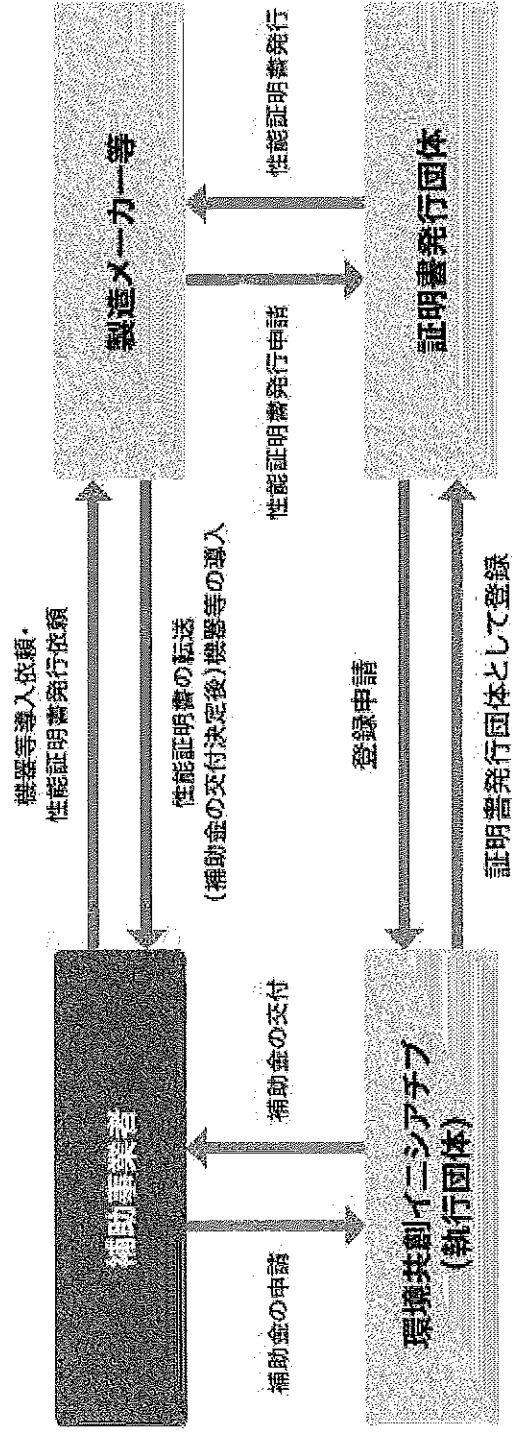 補助事業者
機器等導入依頼・
性能証明書発行依頼
性能証明書の転送
(補助金の交付決定後)機器等の導入
製造メーカー等
補助金の申請
補助金の交付
性能証明書発行申請
性能証明書発行
環境共創イニシアチブ
(執行団体)
登録申請
証明書発行団体として登録
証明書発行団体